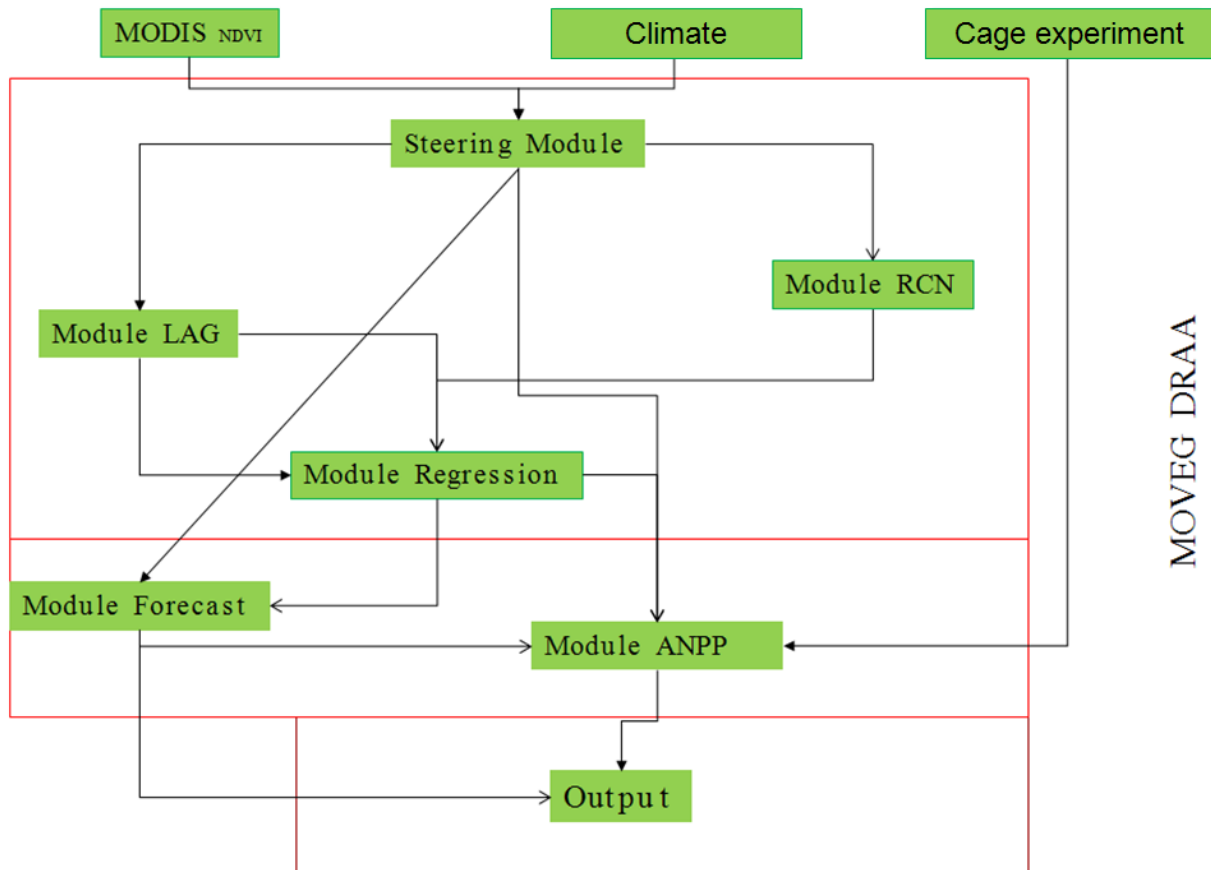 MODIS NDVI
Climate
Cage experiment
Steering Module
Module RCN
Module LAG
Module Regression
Module Forecast
Module ANPP
Output
MOVEG DRAA